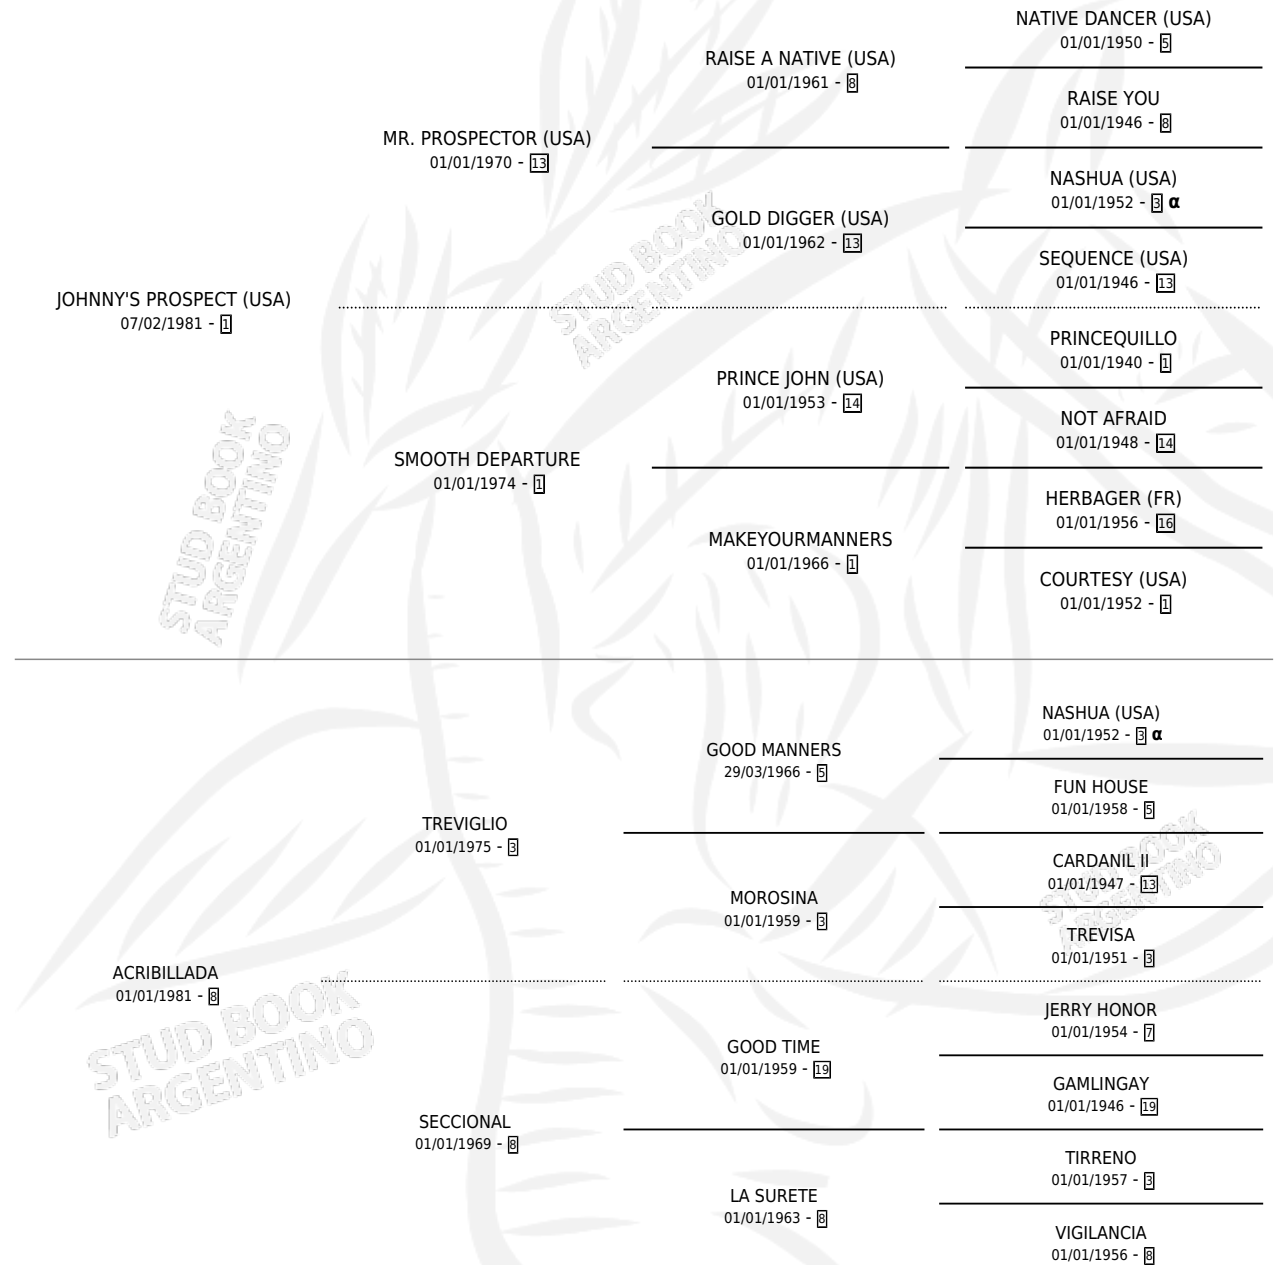 NATIVE DANCER (USA)
01/01/1950 - 5
RAISE A NATIVE (USA)
01/01/1961 - 8
RAISE YOU
01/01/1946 - 8
MR. PROSPECTOR (USA)
01/01/1970 - 13
NASHUA (USA)
01/01/1952 - 3 α
GOLD DIGGER (USA)
01/01/1962 - 13
SEQUENCE (USA)
01/01/1946 - 13
JOHNNY'S PROSPECT (USA)
07/02/1981 - 1
PRINCEQUILLO
01/01/1940 - 1
PRINCE JOHN (USA)
01/01/1953 - 14
NOT AFRAID
01/01/1948 - 14
SMOOTH DEPARTURE
01/01/1974 - 1
HERBAGER (FR)
01/01/1956 - 16
MAKEYOURMANNERS
01/01/1966 - 1
COURTESY (USA)
01/01/1952 - 1
NASHUA (USA)
01/01/1952 - 3 α
GOOD MANNERS
29/03/1966 - 5
FUN HOUSE
01/01/1958 - 5
TREVIGLIO
01/01/1975 - 3
CARDANIL II
01/01/1947 - 13
MOROSINA
01/01/1959 - 3
TREVISA
01/01/1951 - 3
ACRIBILLADA
01/01/1981 - 8
JERRY HONOR
01/01/1954 - 7
GOOD TIME
01/01/1959 - 19
GAMLINGAY
01/01/1946 - 19
SECCIONAL
01/01/1969 - 8
TIRRENO
01/01/1957 - 3
LA SURETE
01/01/1963 - 8
VIGILANCIA
01/01/1956 - 8
STUD BOOK
ARGENTINO
STUD BOOK
ARGENTINO
STUD BOOK
ARGENTINO
STUD BOOK
ARGENTINO